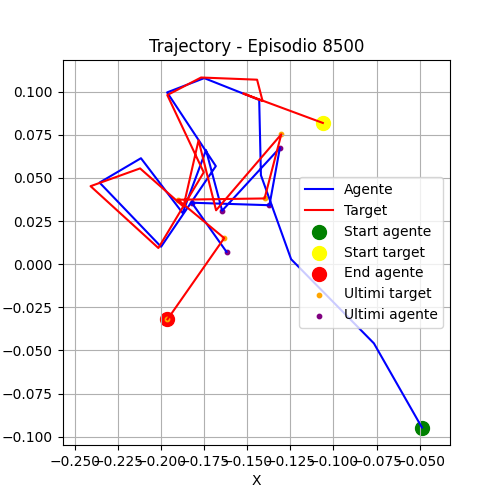 Trajectory - Episodio 8500
0.100
0.075
0.050
0.025
0.000
−0.025
−0.050
−0.075
−0.100
Agente
Target
Start agente
Start target
End agente
Ultimi target
Ultimi agente
−0.250 −0.225 −0.200 −0.175 −0.150 −0.125 −0.100 −0.075 −0.050
X